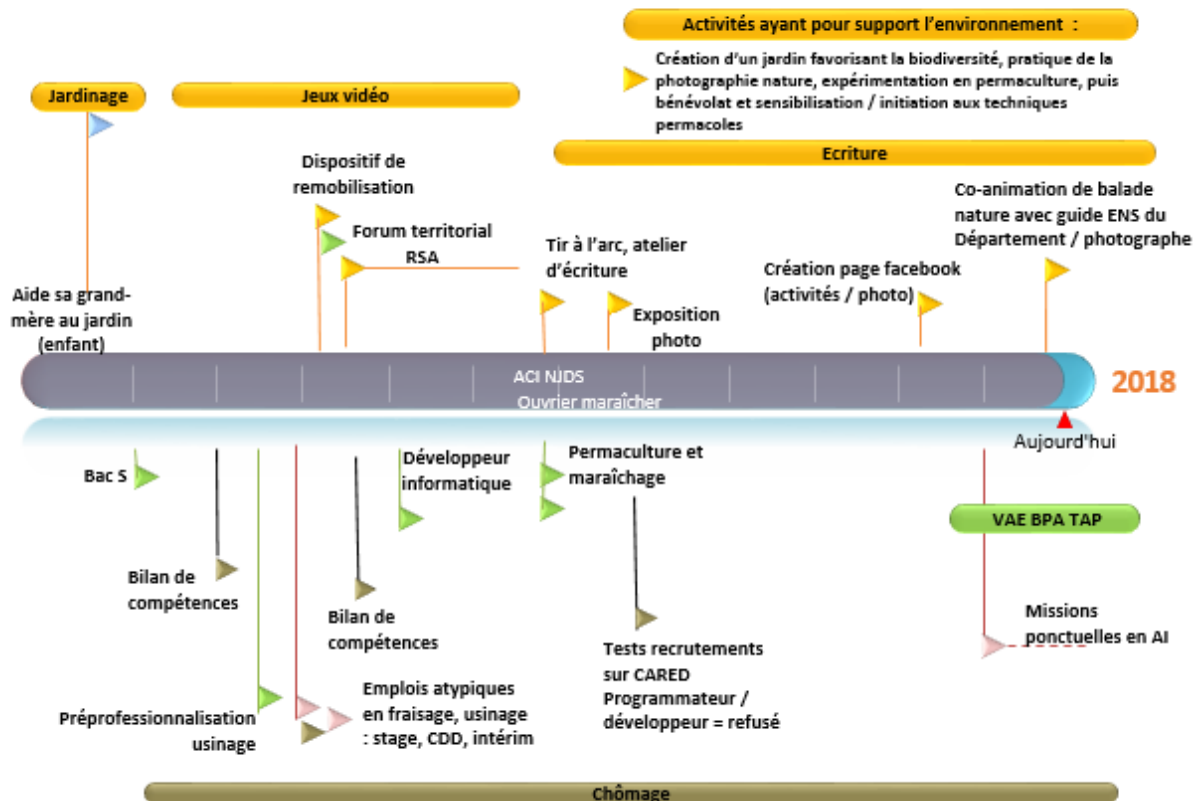 Activités ayant pour support l'environnement :
Création d'un jardin favorisant la biodiversité, pratique de la
photographie nature, expérimentation en permaculture, puis
bénévolat et sensibilisation / initiation aux techniques
permacoles
Jardinage
Jeux vidéo
Ecriture
Dispositif de
remobilisation
Forum territorial
RSA
Tir à l'arc, atelier
d'écriture
Exposition
photo
Création page facebook
(activités / photo)
Co-animation de balade
nature avec guide ENS du
Département / photographe
Aide sa grand-
mère au jardin
(enfant)
ACI NJDS
Ouvrier maraîcher
2018
Aujourd'hui
Bac S
Bilan de
compétences
Préprofessionnalisation
usinage
Emplois atypiques
en fraisage, usinage
: stage, CDD, intérim
Bilan de
compétences
Développeur
informatique
Permaculture et
maraîchage
Tests recrutements
sur CARED
Programmateur /
développeur = refusé
VAE BPA TAP
Missions
ponctuelles en AI
Chômage